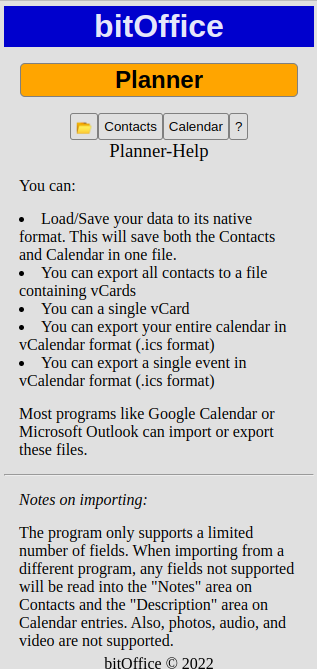 bitOffice
Planner
Contacts Calendar ?
Planner-Help
You can:
• Load/Save your data to its native
format. This will save both the Contacts
and Calendar in one file.
• You can export all contacts to a file
containing vCards
• You can a single vCard
• You can export your entire calendar in
vCalendar format (.ics format)
• You can export a single event in
vCalendar format (.ics format)
Most programs like Google Calendar or
Microsoft Outlook can import or export
these files.
Notes on importing:
The program only supports a limited
number of fields. When importing from a
different program, any fields not supported
will be read into the "Notes" area on
Contacts and the "Description" area on
Calendar entries. Also, photos, audio, and
video are not supported.
bitOffice © 2022